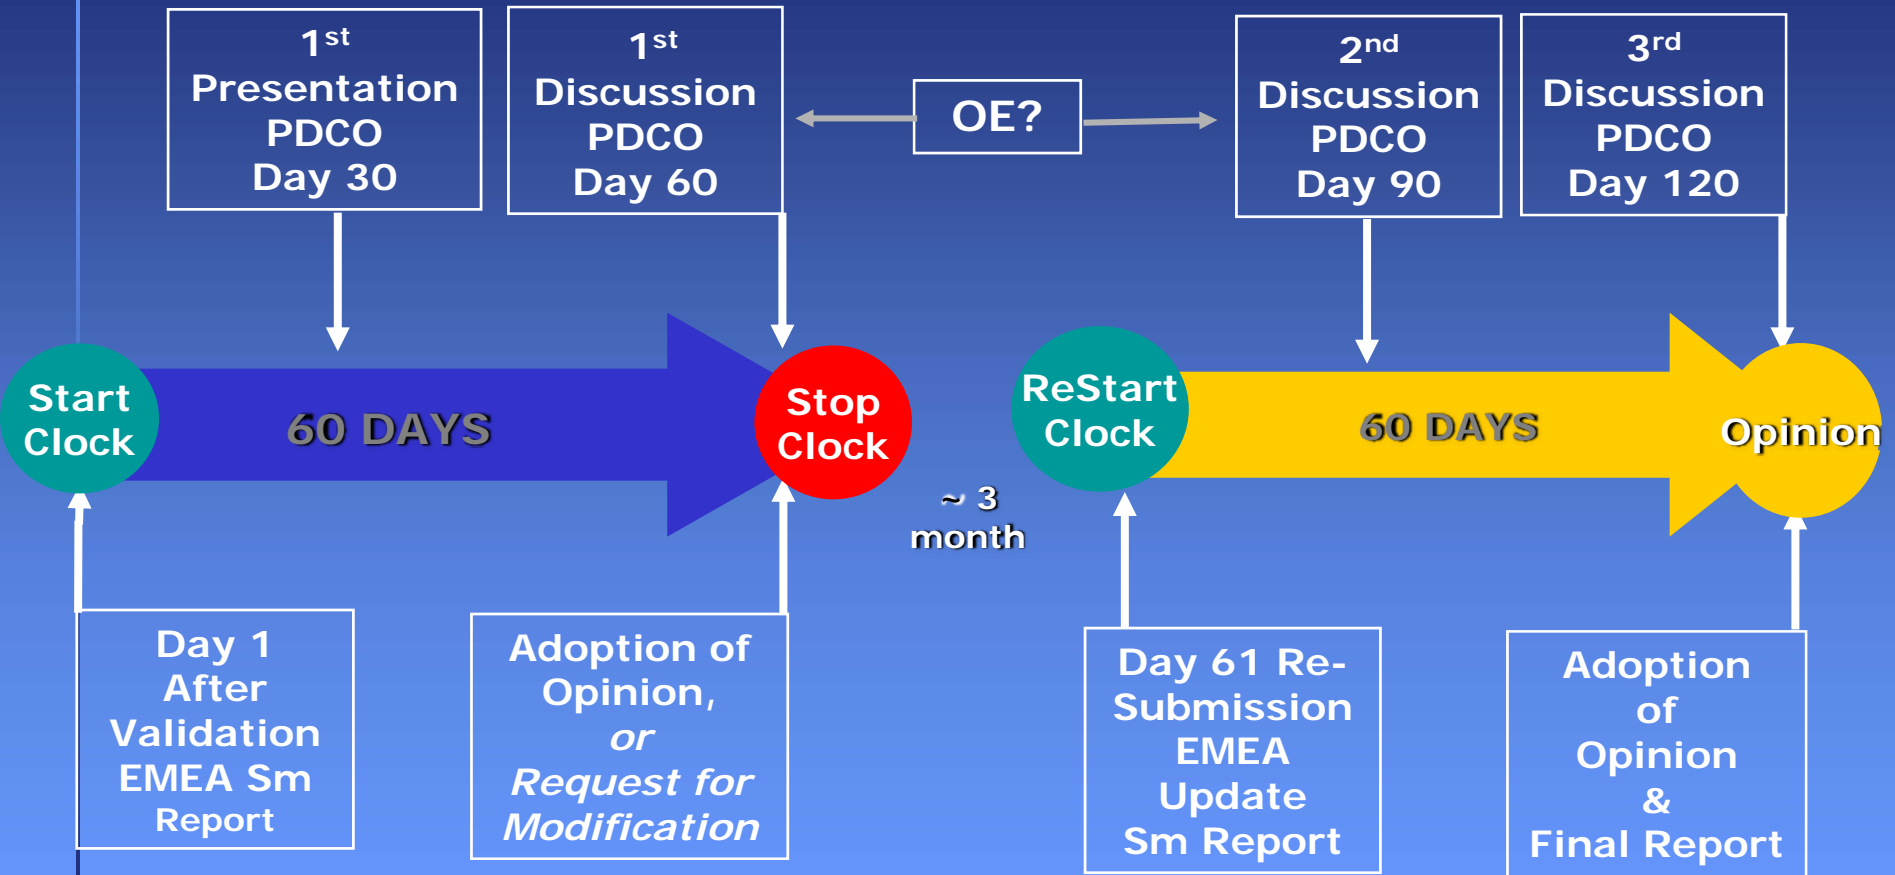 1st
Presentation
PDCO
Day 30
1st
Discussion
PDCO
Day 60
OE?
2nd
Discussion
PDCO
Day 90
3rd
Discussion
PDCO
Day 120
Start
Clock
60 DAYS
Stop
Clock
~ 3
month
ReStart
Clock
60 DAYS
Opinion
Day 1
After
Validation
EMEA Sm
Report
Adoption of
Opinion,
or
Request for
Modification
Day 61 Re-
Submission
EMEA
Update
Sm Report
Adoption
of
Opinion
&
Final Report